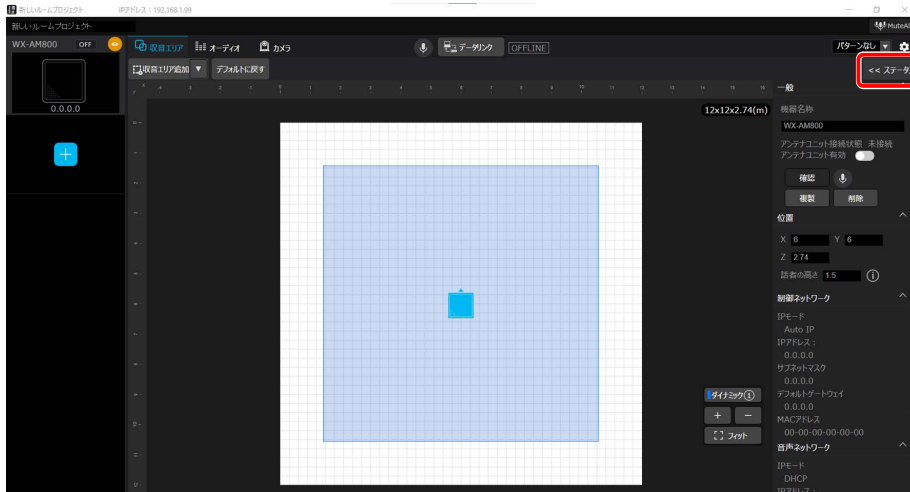 新しいルームプロジェクト IPアドレス：192,168.1.99
新しいルームプロジェクト MuteAl
WX-AM800 OFF
0.0.0.0
収音エリア オーディオ カメラ データリンク OFFLINE パターンなし
収音エリア追加 デフォルトに戻す << ステータ
12x12x2.74(m)
一般
機器名称
WX-AM800
アンテナユニット接続状態 未接続
アンテナユニット有効
確認
複製 削除
位置
X 6 Y 6
Z 2.74
話者の高さ 1.5
制御ネットワーク
IPモード
Auto IP
IPアドレス：
0.0.0.0
サブネットマスク
0.0.0.0
デフォルトゲートウェイ
0.0.0.0
MACアドレス
00-00-00-00-00-00
音声ネットワーク
IPモード
DHCP
ダイナミック 1
+ −
フィット